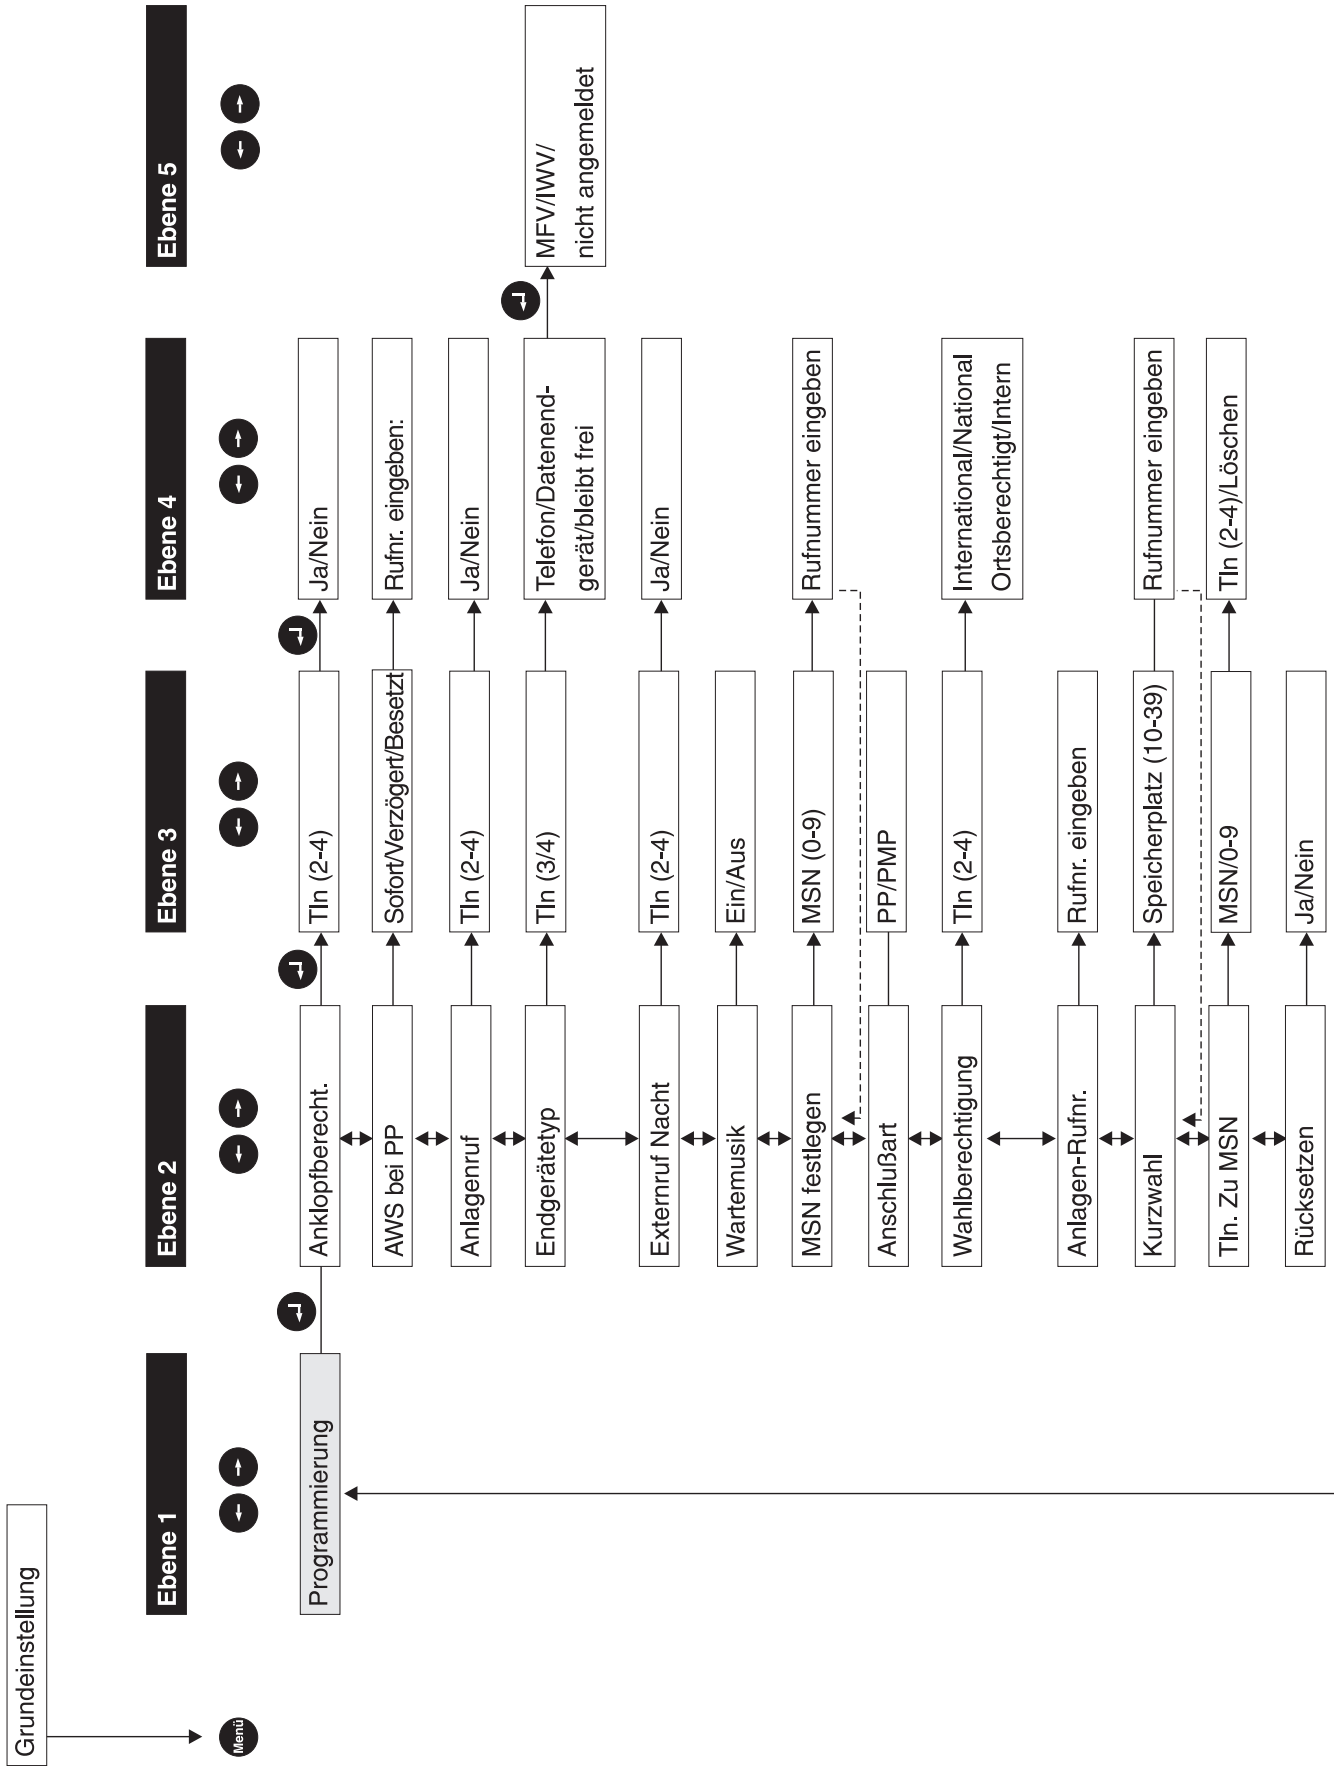 Grundeinstellung
Menü
Ebene 1
Ebene 2
Ebene 3
Ebene 4
Ebene 5
Programmierung
Anklopfberecht.
Tln (2-4)
Ja/Nein
AWS bei PP
Sofort/Verzögert/Besetzt
Rufnr. eingeben:
Anlagenruf
Tln (2-4)
Ja/Nein
Endgerätetyp
Tln (3/4)
Telefon/Datenend-
gerät/bleibt frei
MFV/IWV/
nicht angemeldet
Externruf Nacht
Tln (2-4)
Ja/Nein
Wartemusik
Ein/Aus
MSN festlegen
MSN (0-9)
Rufnummer eingeben
Anschlußart
PP/PMP
Wahlberechtigung
Tln (2-4)
International/National
Ortsberechtigt/Intern
Anlagen-Rufnr.
Rufnr. eingeben
Kurzwahl
Speicherplatz (10-39)
Rufnummer eingeben
Tln. Zu MSN
MSN/0-9
Tln (2-4)/Löschen
Rücksetzen
Ja/Nein